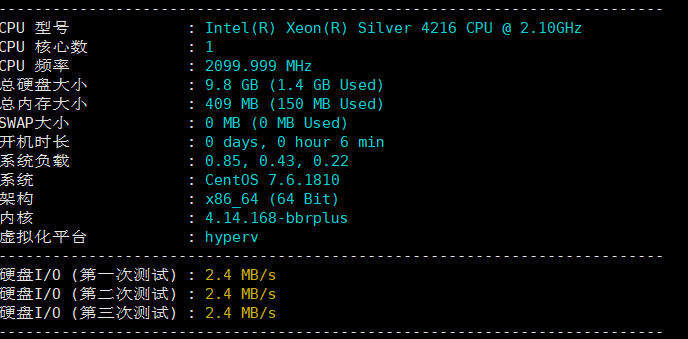 --------------------------------------------------------------------------
CPU 型号 : Intel(R) Xeon(R) Silver 4216 CPU @ 2.10GHz
CPU 核心数 : 1
CPU 频率 : 2099.999 MHz
总硬盘大小 : 9.8 GB (1.4 GB Used)
总内存大小 : 409 MB (150 MB Used)
SWAP大小 : 0 MB (0 MB Used)
开机时长 : 0 days, 0 hour 6 min
系统负载 : 0.85, 0.43, 0.22
系统 : CentOS 7.6.1810
架构 : x86_64 (64 Bit)
内核 : 4.14.168-bbrplus
虚拟化平台 : hyperv
--------------------------------------------------------------------------
硬盘I/O (第一次测试) : 2.4 MB/s
硬盘I/O (第二次测试) : 2.4 MB/s
硬盘I/O (第三次测试) : 2.4 MB/s
--------------------------------------------------------------------------